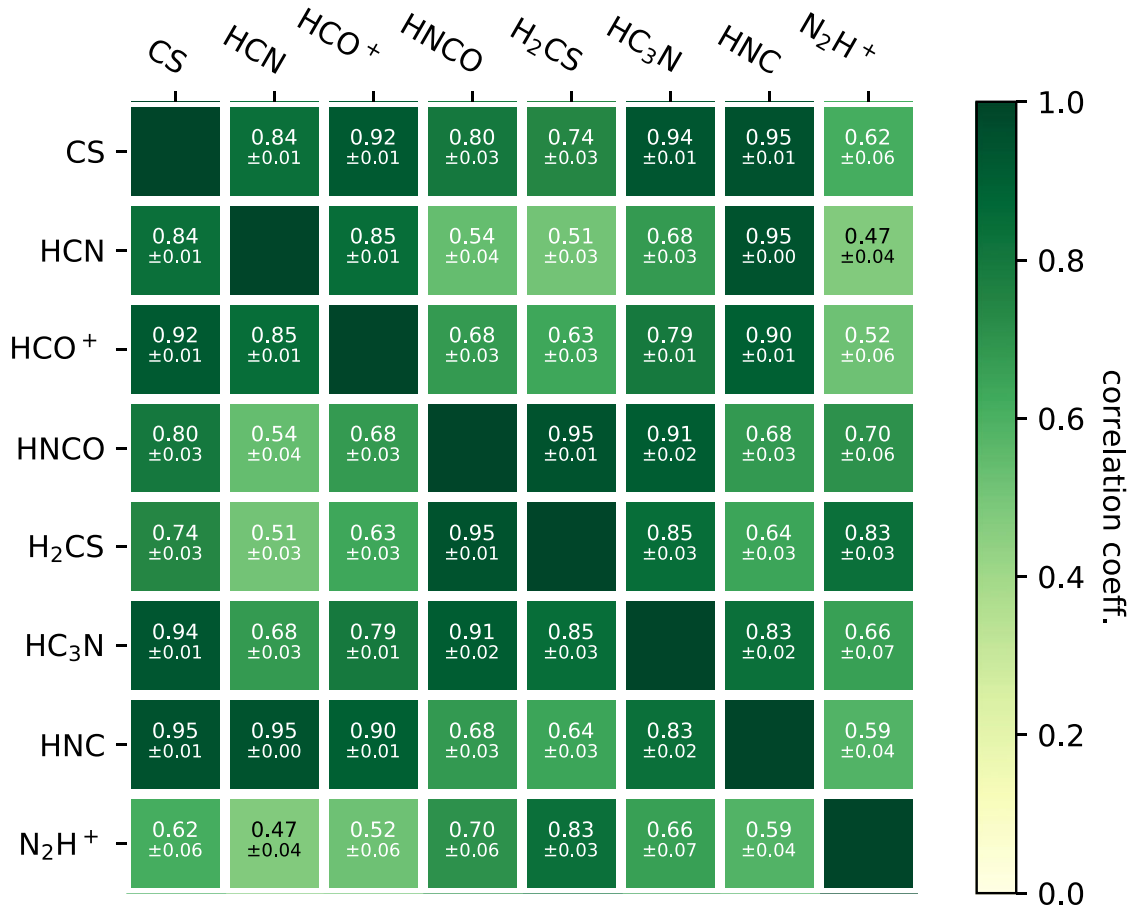 CS HCN HCO⁺ HNCO H₂CS HC₃N HNC N₂H⁺
CS 0.84 0.92 0.80 0.74 0.94 0.95 0.62
±0.01 ±0.01 ±0.03 ±0.03 ±0.01 ±0.01 ±0.06
HCN 0.84 0.85 0.54 0.51 0.68 0.95 0.47
±0.01 ±0.01 ±0.04 ±0.03 ±0.03 ±0.00 ±0.04
HCO⁺ 0.92 0.85 0.68 0.63 0.79 0.90 0.52
±0.01 ±0.01 ±0.03 ±0.03 ±0.01 ±0.01 ±0.06
HNCO 0.80 0.54 0.68 0.95 0.91 0.68 0.70
±0.03 ±0.04 ±0.03 ±0.01 ±0.02 ±0.03 ±0.06
H₂CS 0.74 0.51 0.63 0.95 0.85 0.64 0.83
±0.03 ±0.03 ±0.03 ±0.01 ±0.03 ±0.03 ±0.03
HC₃N 0.94 0.68 0.79 0.91 0.85 0.83 0.66
±0.01 ±0.03 ±0.01 ±0.02 ±0.03 ±0.02 ±0.07
HNC 0.95 0.95 0.90 0.68 0.64 0.83 0.59
±0.01 ±0.00 ±0.01 ±0.03 ±0.03 ±0.02 ±0.04
N₂H⁺ 0.62 0.47 0.52 0.70 0.83 0.66 0.59
±0.06 ±0.04 ±0.06 ±0.06 ±0.03 ±0.07 ±0.04
1.0
0.8
0.6
0.4
0.2
0.0
correlation coeff.